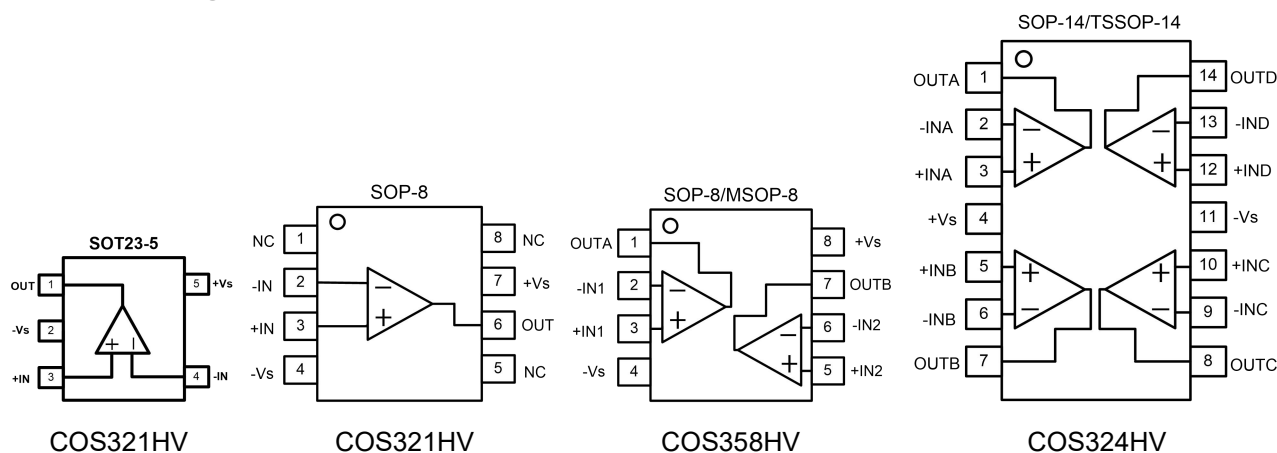 SOT23-5
OUT 1
-Vs 2
+IN 3
5 +Vs
4 -IN
+ −
COS321HV
SOP-8
NC 1
-IN 2
+IN 3
-Vs 4
8 NC
7 +Vs
6 OUT
5 NC
−
+
COS321HV
SOP-8/MSOP-8
OUTA 1
-IN1 2
+IN1 3
-Vs 4
8 +Vs
7 OUTB
6 -IN2
5 +IN2
−
+
−
+
COS358HV
SOP-14/TSSOP-14
OUTA 1
-INA 2
+INA 3
+Vs 4
+INB 5
-INB 6
OUTB 7
14 OUTD
13 -IND
12 +IND
11 -Vs
10 +INC
9 -INC
8 OUTC
− −
+ +
+ +
− −
COS324HV